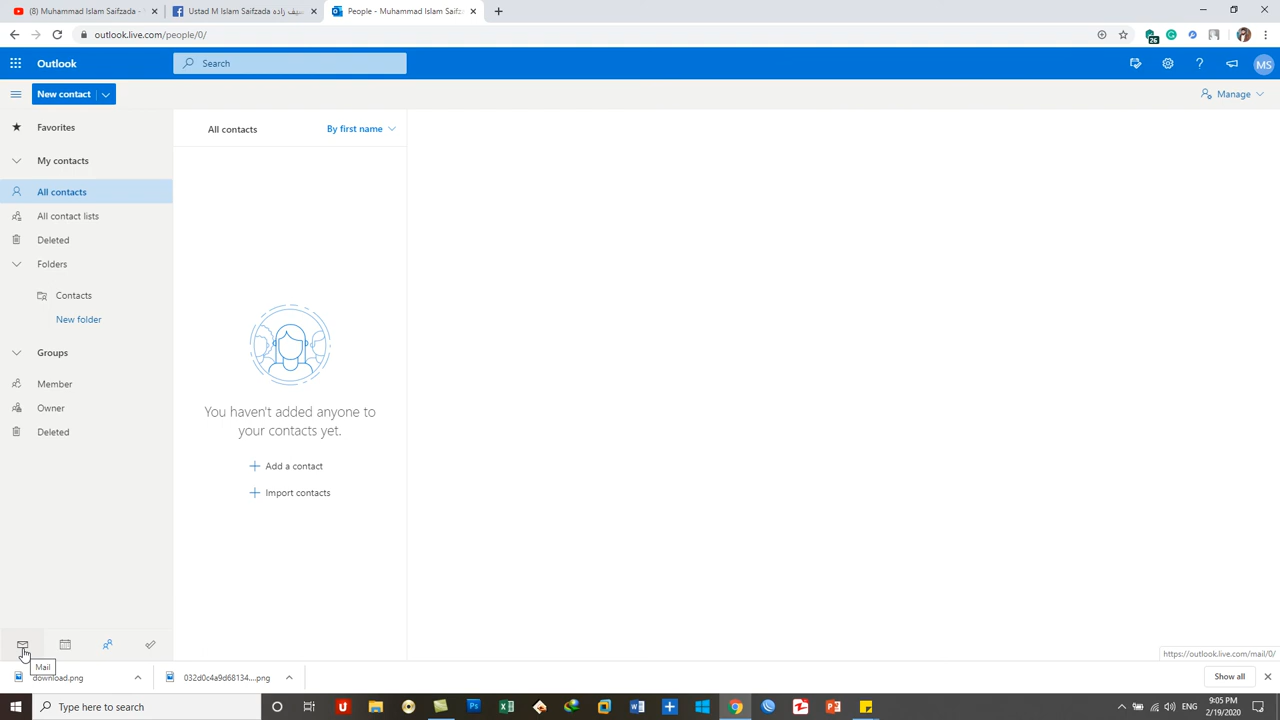 (8) Muhammad Islam Saifzada -
Ustad M Islam Saifzada سیف زاده
People - Muhammad Islam Saifz
outlook.live.com/people/0/
26
Outlook
Search
MS
New contact
Manage
Favorites
All contacts
By first name
My contacts
All contacts
All contact lists
Deleted
Folders
Contacts
New folder
Groups
Member
Owner
Deleted
You haven't added anyone to
your contacts yet.
Add a contact
Import contacts
Mail
https://outlook.live.com/mail/0/
download.png
032d0c4a9d68134....png
Show all
Type here to search
9:05 PM
2/19/2020